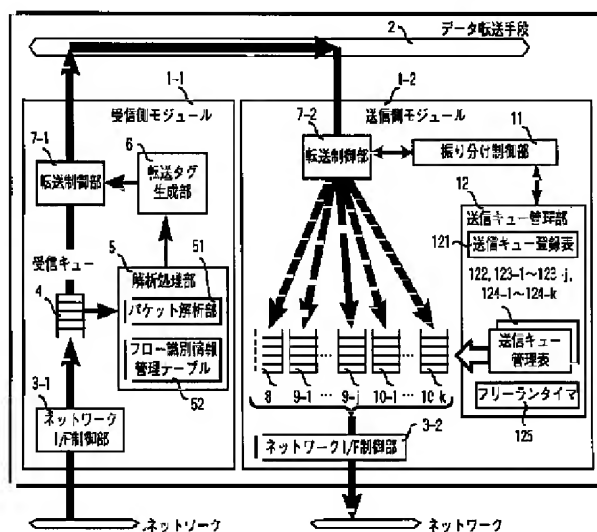 2
データ転送手段
1-1
1-2
受信側モジュール
送信側モジュール
7-1
転送制御部
6
転送タグ
生成部
7-2
転送制御部
11
振り分け制御部
12
送信キュー管理部
121
送信キュー登録表
122,123-1~123-j,
124-1~124-k
受信キュー
4
5
51
解析処理部
パケット解析部
フロー識別情報
管理テーブル
52
送信キュー
管理表
フリーランタイマ
125
8
9-1
…
9-j
10-1
…
10-k
3-1
ネットワーク
I/F制御部
3-2
ネットワークI/F制御部
ネットワーク
ネットワーク